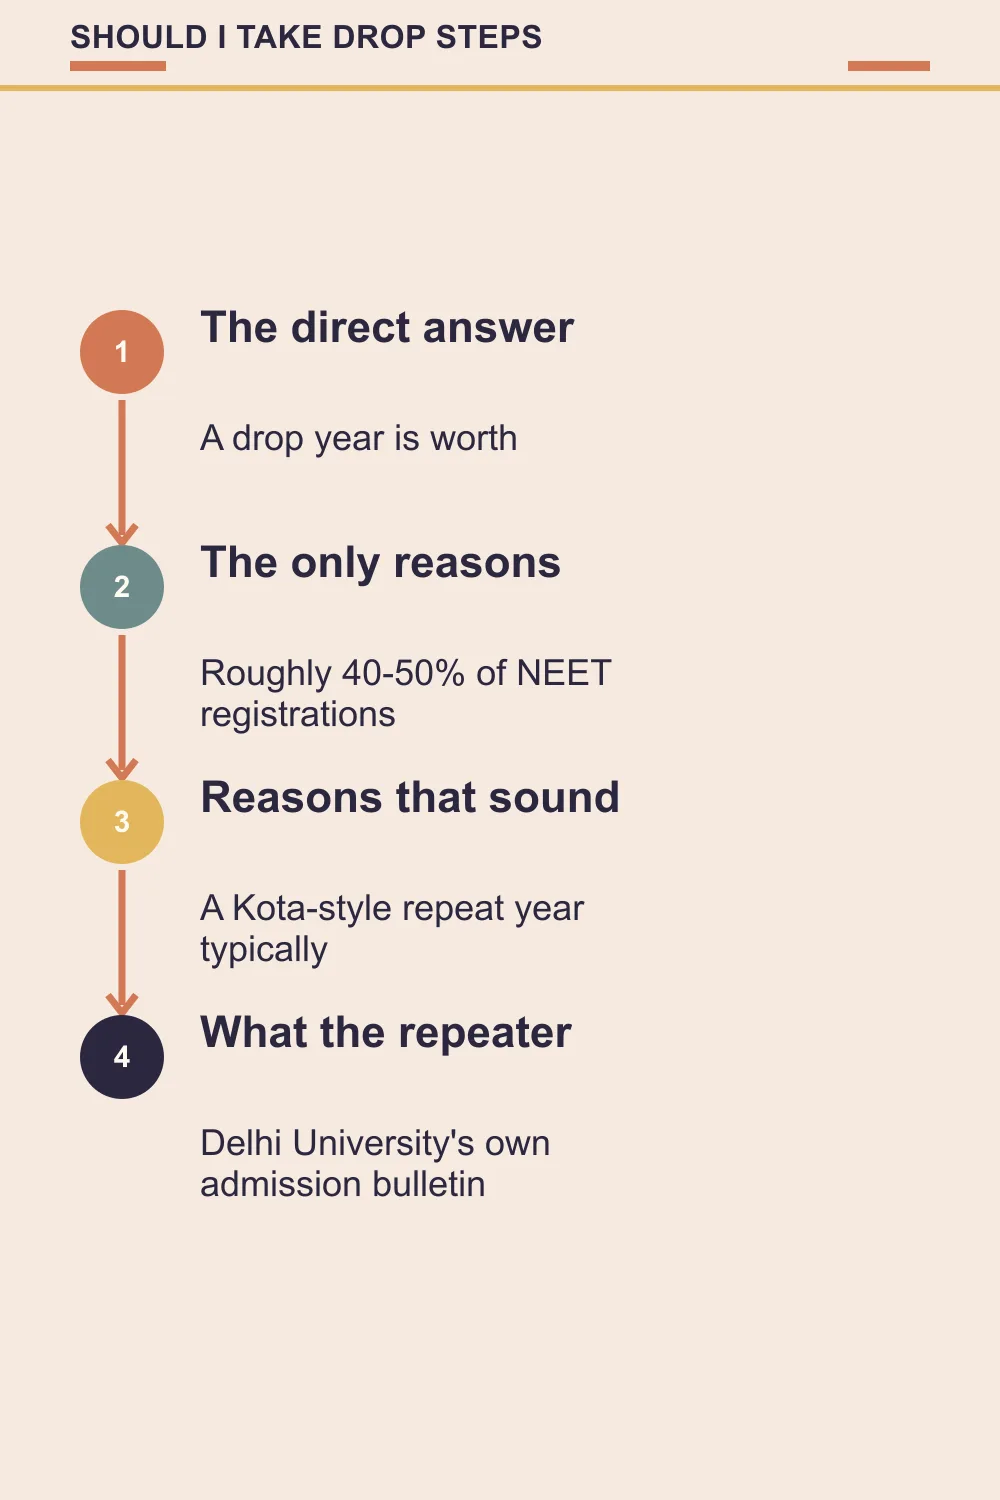 SHOULD I TAKE DROP STEPS
1
The direct answer
A drop year is worth
2
The only reasons
Roughly 40-50% of NEET
registrations
3
Reasons that sound
A Kota-style repeat year
typically
4
What the repeater
Delhi University's own
admission bulletin